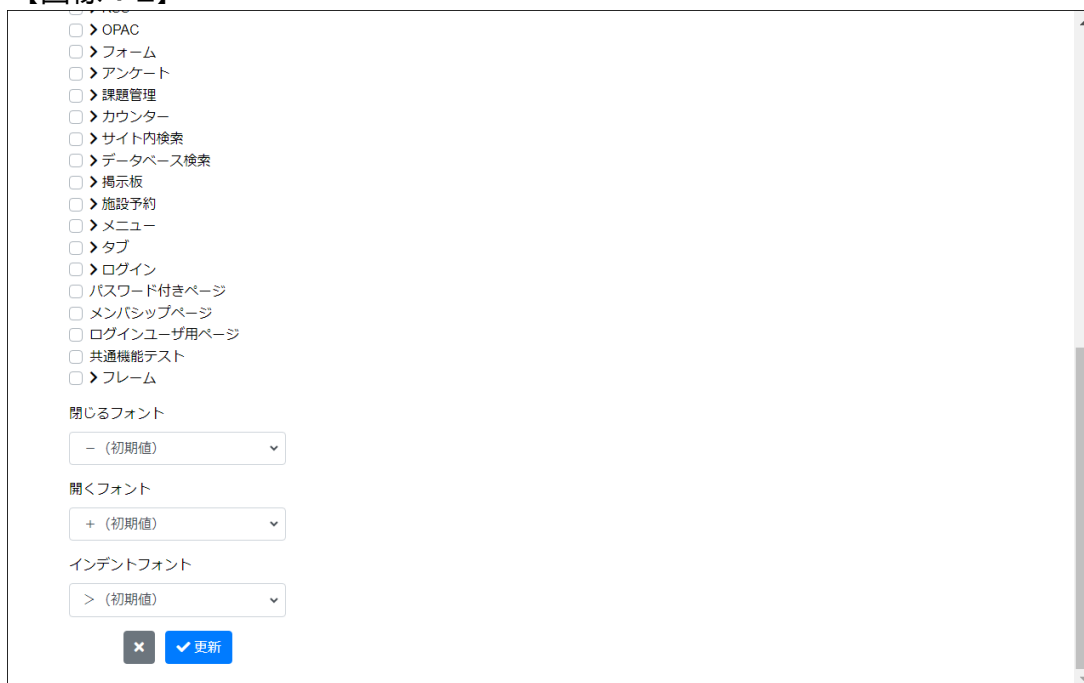 OPAC
フォーム
アンケート
課題管理
カウンター
サイト内検索
データベース検索
掲示板
施設予約
メニュー
タブ
ログイン
パスワード付きページ
メンバシップページ
ログインユーザ用ページ
共通機能テスト
フレーム
閉じるフォント
− (初期値)
開くフォント
+ (初期値)
インデントフォント
> (初期値)
更新